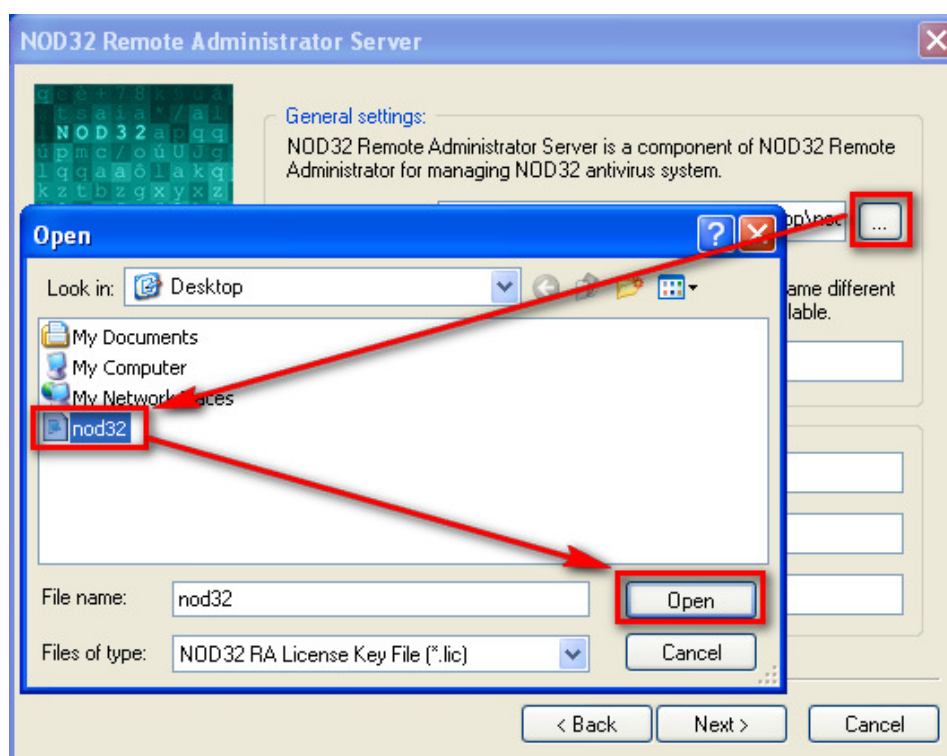 NOD32 Remote Administrator Server
NOD32
General settings:
NOD32 Remote Administrator Server is a component of NOD32 Remote
Administrator for managing NOD32 antivirus system.
...
Open
Look in: Desktop
ame different
lable.
My Documents
My Computer
My Network
nod32
File name: nod32
Open
Files of type: NOD32 RA License Key File (*.lic)
Cancel
< Back
Next >
Cancel